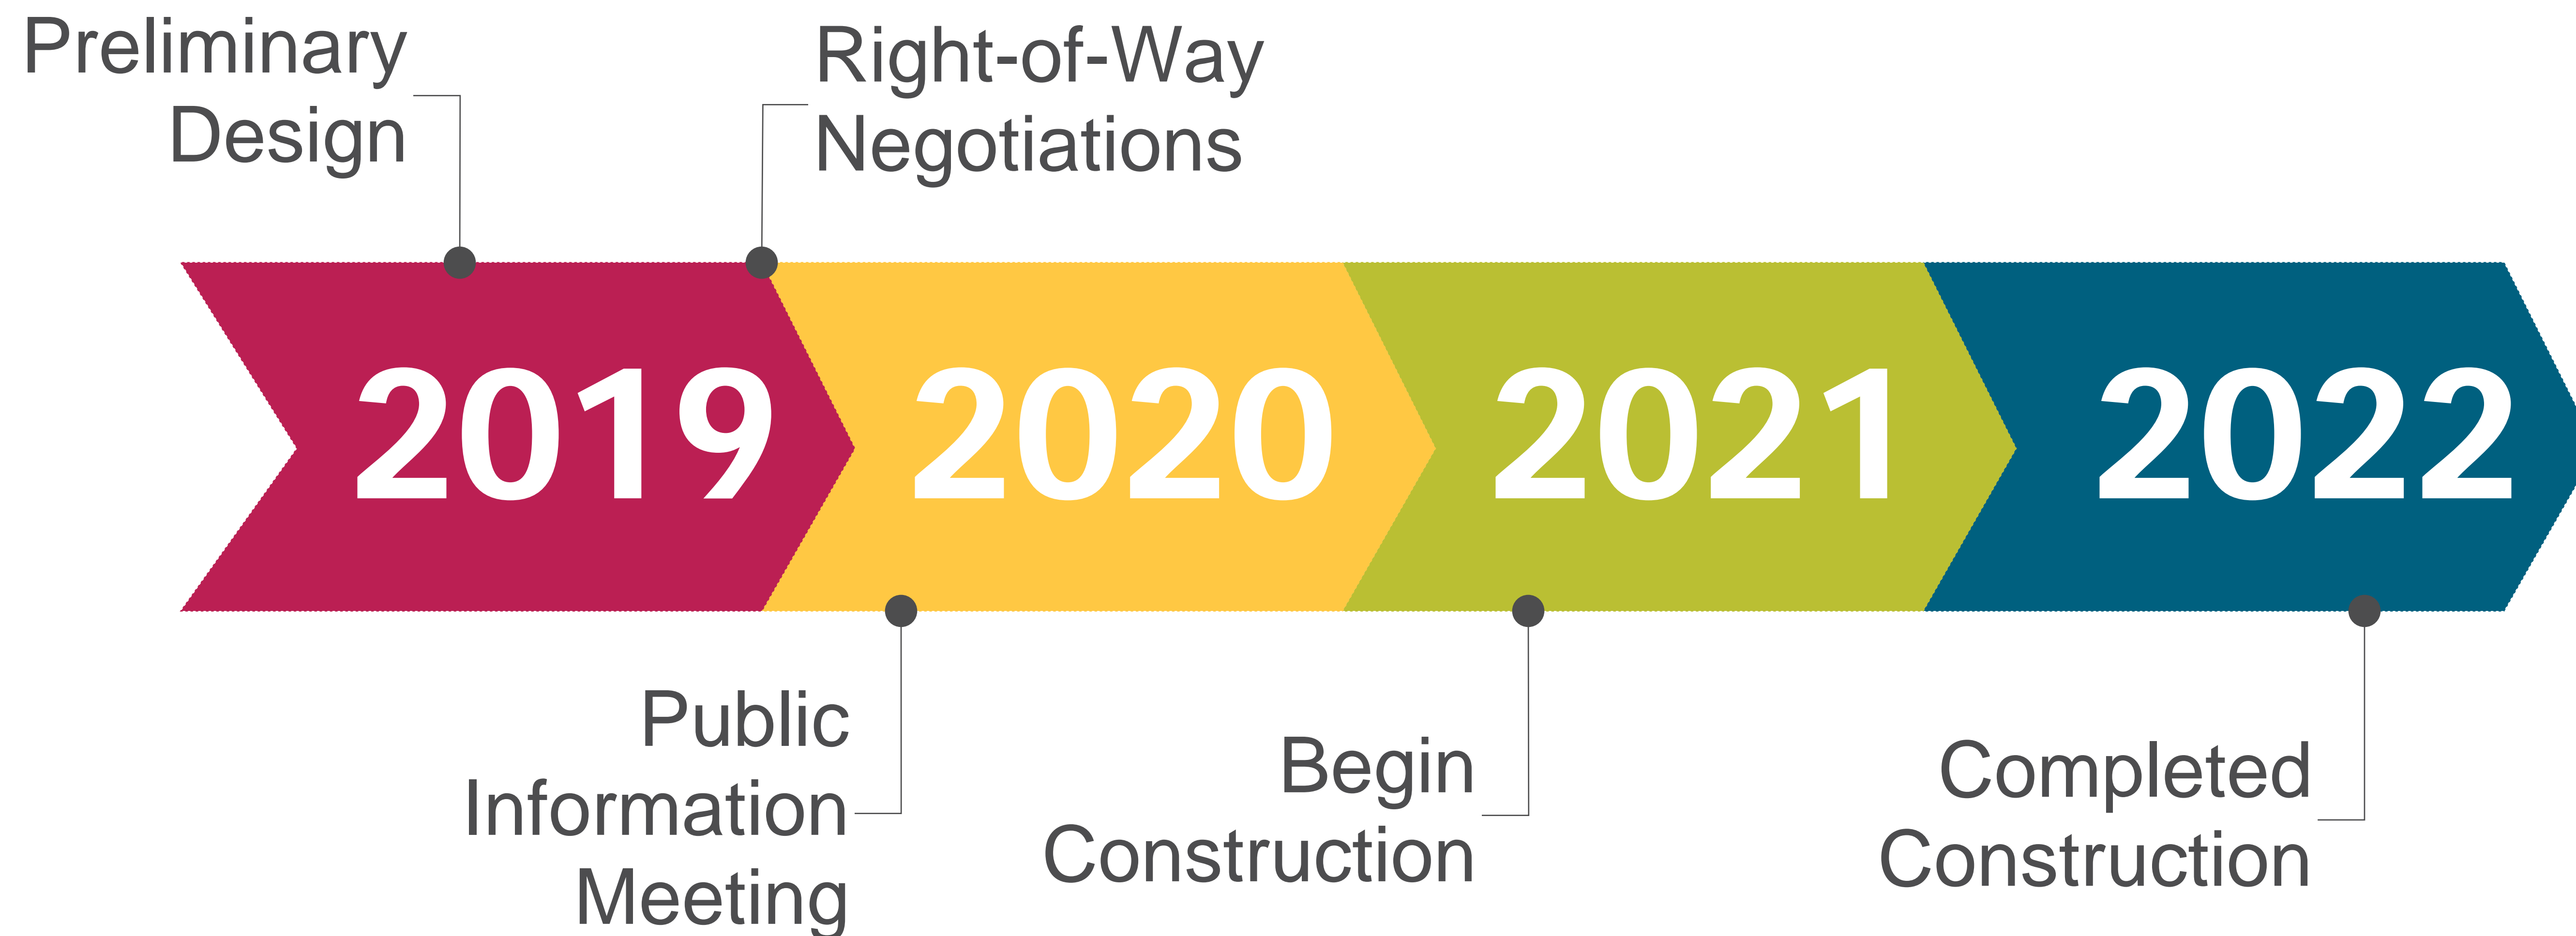 Preliminary
Design
Right-of-Way
Negotiations
2019 2020 2021 2022
Public
Information
Meeting
Begin
Construction
Completed
Construction